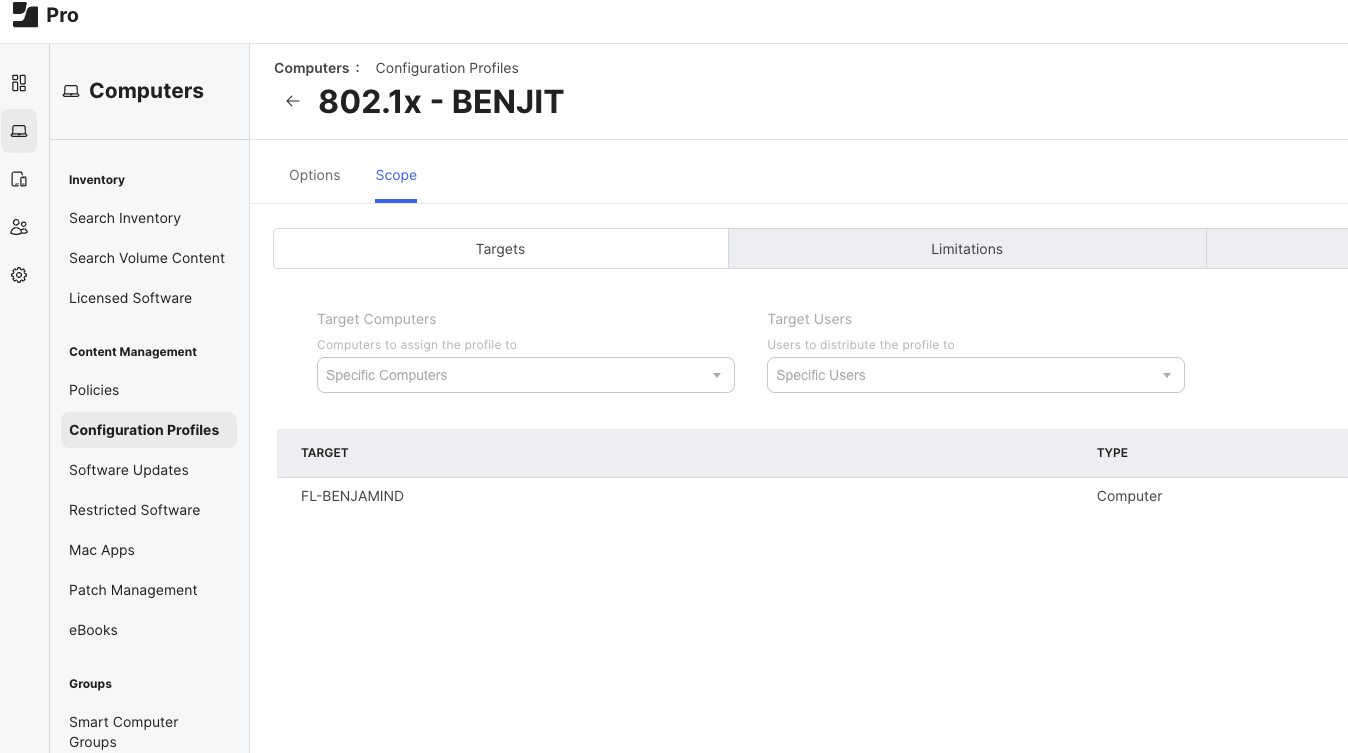 Pro
Computers
Inventory
Search Inventory
Search Volume Content
Licensed Software
Content Management
Policies
Configuration Profiles
Software Updates
Restricted Software
Mac Apps
Patch Management
eBooks
Groups
Smart Computer
Groups
Computers : Configuration Profiles
802.1x - BENJIT
Options Scope
Targets Limitations
Target Computers Target Users
Computers to assign the profile to Users to distribute the profile to
Specific Computers Specific Users
TARGET TYPE
FL-BENJAMIND Computer